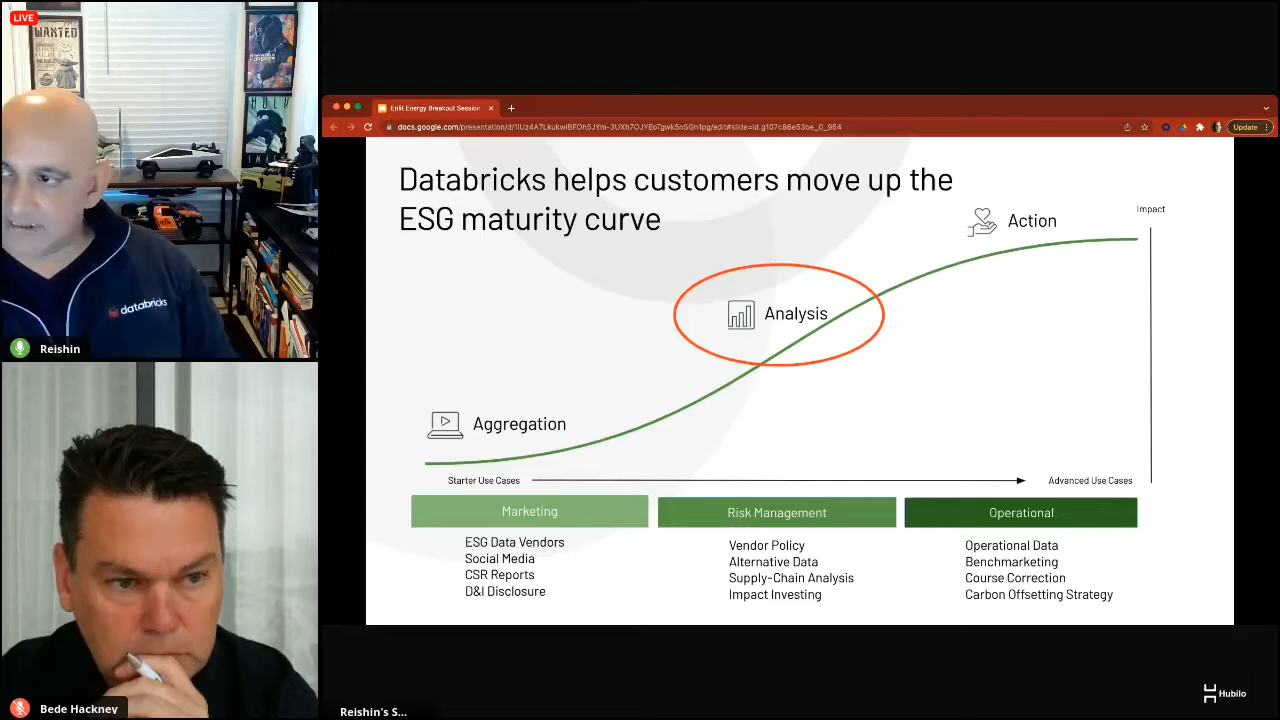 LIVE
WANTED
HULK
databricks
Reishin
Bede Hackney
Enlit Energy Breakout Session
Update
Databricks helps customers move up the
ESG maturity curve
Action
Impact
Analysis
Aggregation
Starter Use Cases
Advanced Use Cases
Marketing
Risk Management
Operational
ESG Data Vendors
Social Media
CSR Reports
D&I Disclosure
Vendor Policy
Alternative Data
Supply-Chain Analysis
Impact Investing
Operational Data
Benchmarking
Course Correction
Carbon Offsetting Strategy
Reishin's S...
Hubilo